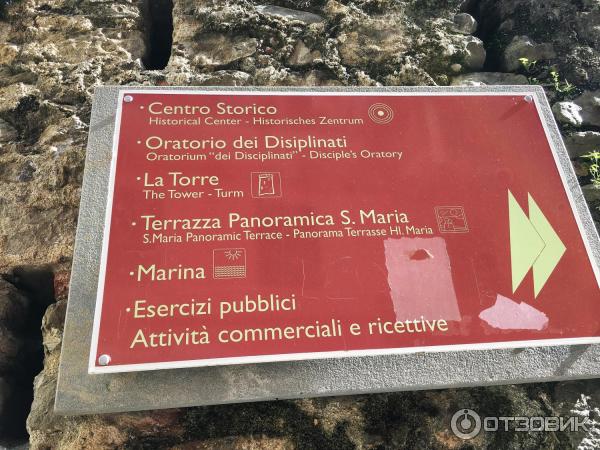 · Centro Storico
Historical Center - Historisches Zentrum
· Oratorio dei Disiplinati
Oratorium "dei Disciplinati" - Disciple's Oratory
· La Torre
The Tower - Turm
· Terrazza Panoramica S. Maria
S. Maria Panoramic Terrace - Panorama Terrasse Hl. Maria
· Marina
· Esercizi pubblici
Attività commerciali e ricettive
ОТЗОВИК